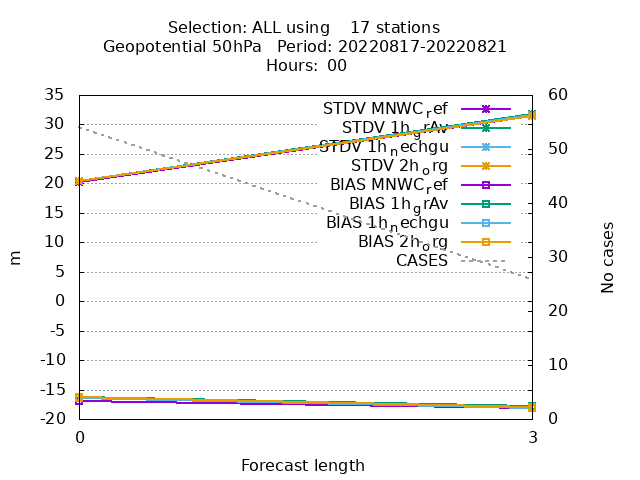 Selection: ALL using 17 stations
Geopotential 50hPa Period: 20220817-20220821
Hours: 00
35
30
25
20
15
10
5
0
-5
-10
-15
-20
m
STDV MNWC_ref
STDV 1h_grAv
STDV 1h_nechgu
STDV 2h_org
BIAS MNWC_ref
BIAS 1h_grAv
BIAS 1h_nechgu
BIAS 2h_org
CASES
60
50
40
30
20
10
0
No cases
0 3
Forecast length